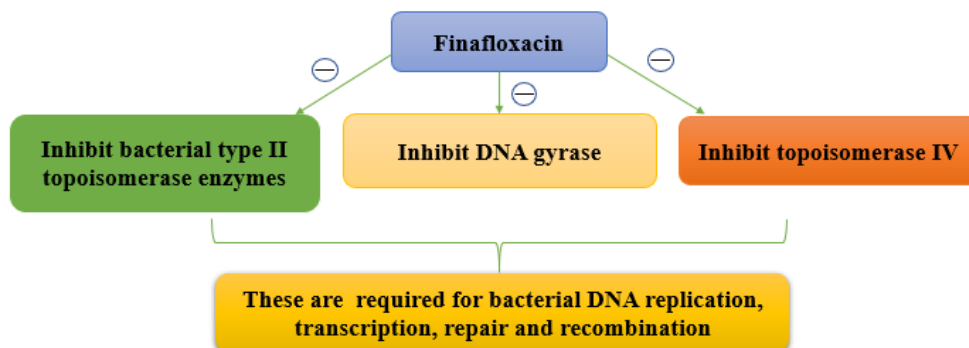 Finafloxacin
Inhibit bacterial type II
topoisomerase enzymes
Inhibit DNA gyrase
Inhibit topoisomerase IV
These are required for bacterial DNA replication,
transcription, repair and recombination